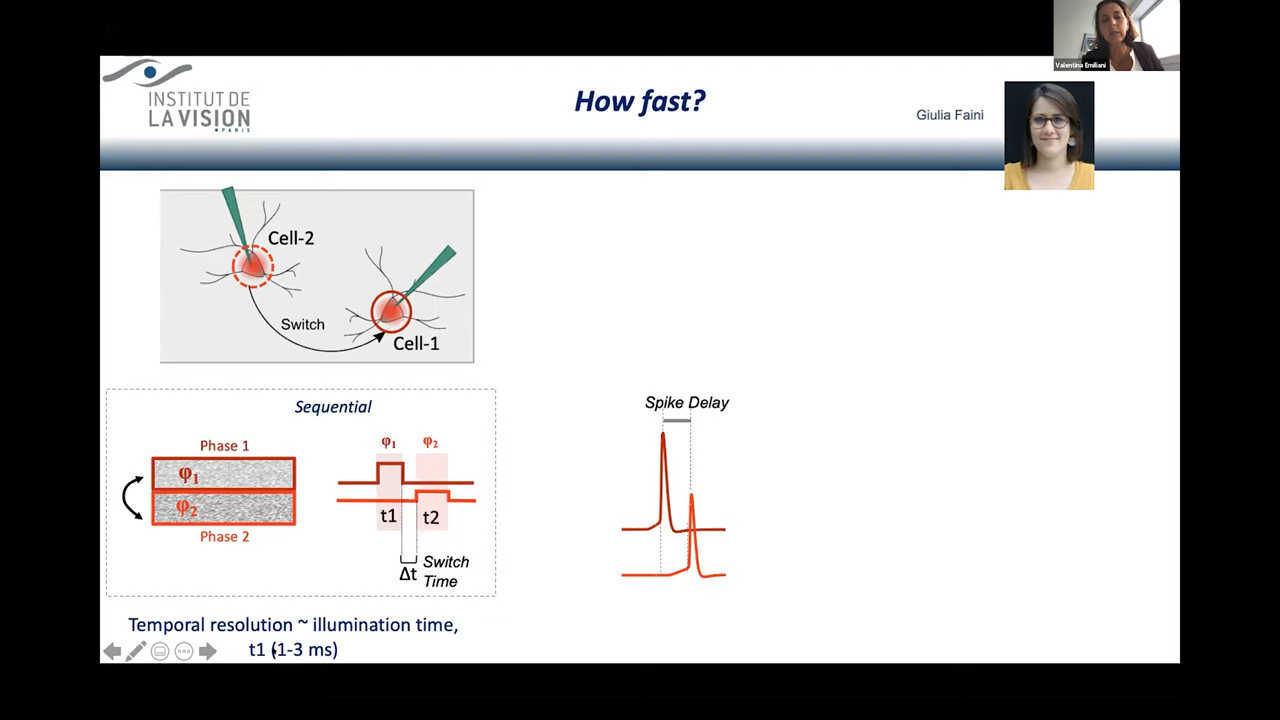 Valentina Emiliani
INSTITUT DE
LA VISION
PARIS
How fast?
Giulia Faini
Cell-2
Switch
Cell-1
Sequential
Phase 1
φ1
φ2
Phase 2
φ1 φ2
t1 t2
Δt Switch
Time
Spike Delay
Temporal resolution ~ illumination time,
t1 (1-3 ms)